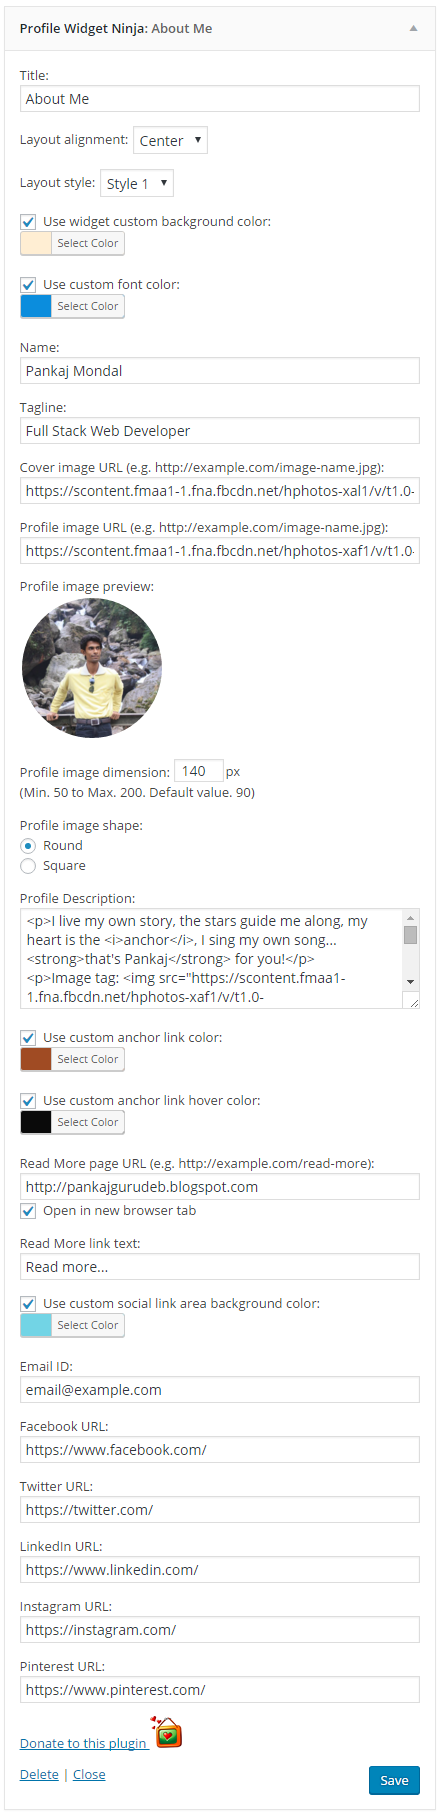 Profile Widget Ninja: About Me
Title:
About Me
Layout alignment: Center
Layout style: Style 1
Use widget custom background color:
Select Color
Use custom font color:
Select Color
Name:
Pankaj Mondal
Tagline:
Full Stack Web Developer
Cover image URL (e.g. http://example.com/image-name.jpg):
https://scontent.fmaa1-1.fna.fbcdn.net/hphotos-xal1/v/t1.0-
Profile image URL (e.g. http://example.com/image-name.jpg):
https://scontent.fmaa1-1.fna.fbcdn.net/hphotos-xaf1/v/t1.0-
Profile image preview:
Profile image dimension: 140 px
(Min. 50 to Max. 200. Default value. 90)
Profile image shape:
Round
Square
Profile Description:
<p>I live my own story, the stars guide me along, my
heart is the <i>anchor</i>, I sing my own song...
<strong>that's Pankaj</strong> for you!</p>
<p>Image tag: <img src="https://scontent.fmaa1-
1.fna.fbcdn.net/hphotos-xaf1/v/t1.0-
Use custom anchor link color:
Select Color
Use custom anchor link hover color:
Select Color
Read More page URL (e.g. http://example.com/read-more):
http://pankajgurudeb.blogspot.com
Open in new browser tab
Read More link text:
Read more...
Use custom social link area background color:
Select Color
Email ID:
email@example.com
Facebook URL:
https://www.facebook.com/
Twitter URL:
https://twitter.com/
LinkedIn URL:
https://www.linkedin.com/
Instagram URL:
https://instagram.com/
Pinterest URL:
https://www.pinterest.com/
Donate to this plugin
Delete | Close
Save